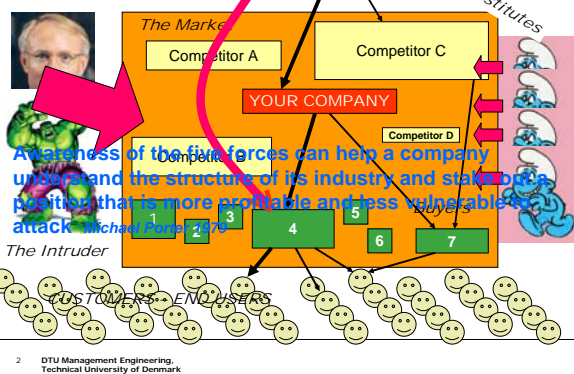 stitutes
The Marke
Competitor A
Competitor C
YOUR COMPANY
Competitor D
Competitor B
Awareness of the five forces can help a company
understand the structure of its industry and stake out a
position that is more profitable and less vulnerable to
attack Michael Porter 1979
Buyers
1
2
3
4
5
6
7
The Intruder
CUSTOMERS - END USERS
2 DTU Management Engineering,
Technical University of Denmark